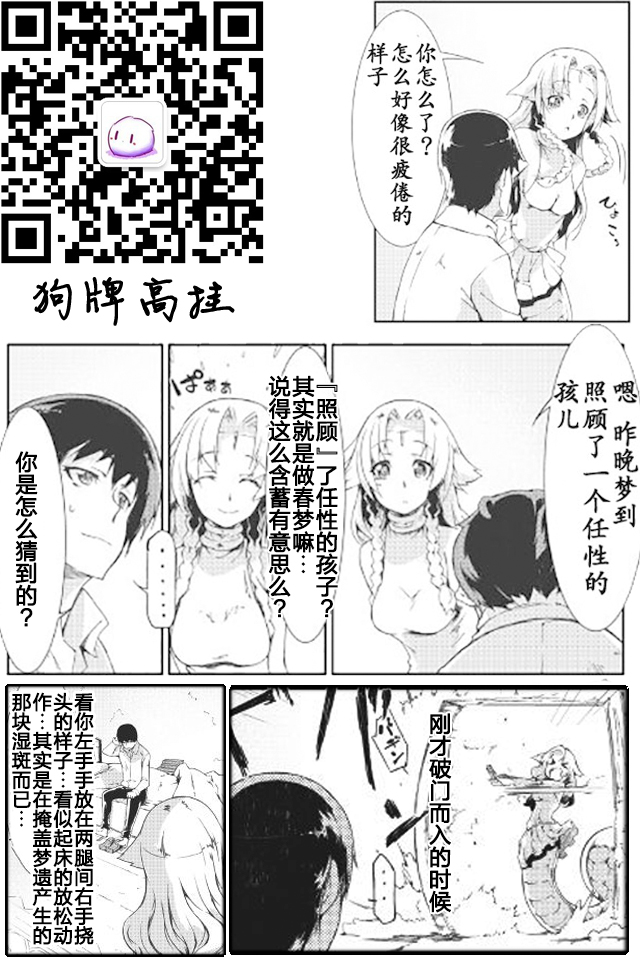 你怎么了？
怎么好像很疲倦的
样子
ひょこっ
狗牌高挂
嗯 昨晚梦到
照顾了一个任性的
孩儿
『照顾』了任性的孩子？
其实就是做春梦嘛…
说得这么含蓄有意思么？
ぱぁぁ
……
你是怎么猜到的？
刚才破门而入的时候
バァン
……
看你左手手放在两腿间右手挠
头的样子…看似起床的放松动
作…其实是在掩盖梦遗产生的
那块湿斑而已…